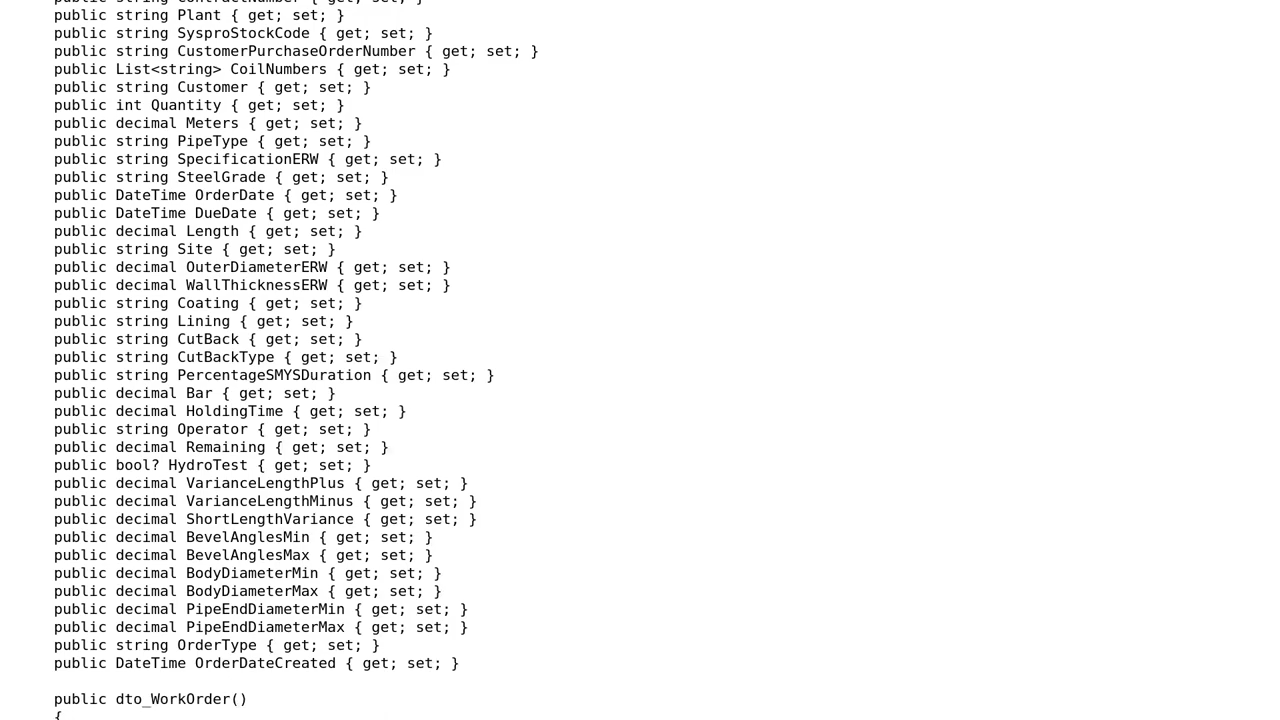 public string ContractNumber { get; set; }
public string Plant { get; set; }
public string SysproStockCode { get; set; }
public string CustomerPurchaseOrderNumber { get; set; }
public List<string> CoilNumbers { get; set; }
public string Customer { get; set; }
public int Quantity { get; set; }
public decimal Meters { get; set; }
public string PipeType { get; set; }
public string SpecificationERW { get; set; }
public string SteelGrade { get; set; }
public DateTime OrderDate { get; set; }
public DateTime DueDate { get; set; }
public decimal Length { get; set; }
public string Site { get; set; }
public decimal OuterDiameterERW { get; set; }
public decimal WallThicknessERW { get; set; }
public string Coating { get; set; }
public string Lining { get; set; }
public string CutBack { get; set; }
public string CutBackType { get; set; }
public string PercentageSMYSDuration { get; set; }
public decimal Bar { get; set; }
public decimal HoldingTime { get; set; }
public string Operator { get; set; }
public decimal Remaining { get; set; }
public bool? HydroTest { get; set; }
public decimal VarianceLengthPlus { get; set; }
public decimal VarianceLengthMinus { get; set; }
public decimal ShortLengthVariance { get; set; }
public decimal BevelAnglesMin { get; set; }
public decimal BevelAnglesMax { get; set; }
public decimal BodyDiameterMin { get; set; }
public decimal BodyDiameterMax { get; set; }
public decimal PipeEndDiameterMin { get; set; }
public decimal PipeEndDiameterMax { get; set; }
public string OrderType { get; set; }
public DateTime OrderDateCreated { get; set; }
public dto_WorkOrder()
{